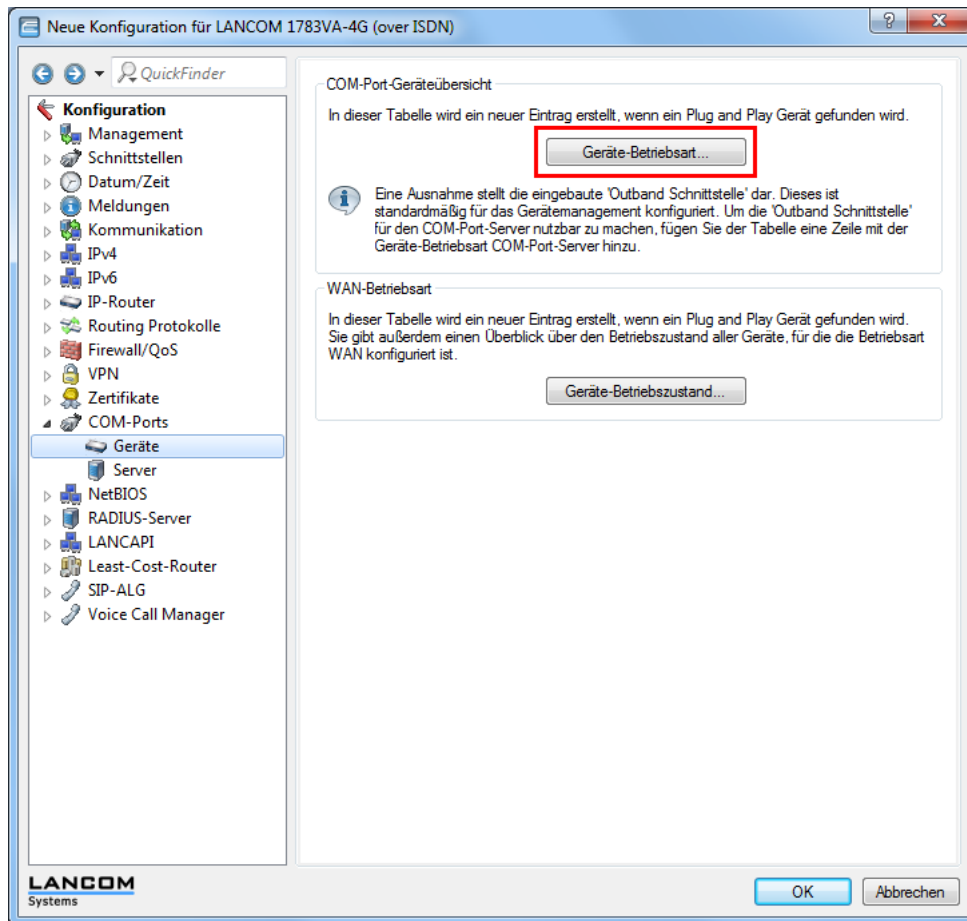 Neue Konfiguration für LANCOM 1783VA-4G (over ISDN)
QuickFinder
Konfiguration
Management
Schnittstellen
Datum/Zeit
Meldungen
Kommunikation
IPv4
IPv6
IP-Router
Routing Protokolle
Firewall/QoS
VPN
Zertifikate
COM-Ports
Geräte
Server
NetBIOS
RADIUS-Server
LANCAPI
Least-Cost-Router
SIP-ALG
Voice Call Manager
COM-Port-Geräteübersicht
In dieser Tabelle wird ein neuer Eintrag erstellt, wenn ein Plug and Play Gerät gefunden wird.
Geräte-Betriebsart...
Eine Ausnahme stellt die eingebaute 'Outband Schnittstelle' dar. Dieses ist
standardmäßig für das Gerätemanagement konfiguriert. Um die 'Outband Schnittstelle'
für den COM-Port-Server nutzbar zu machen, fügen Sie der Tabelle eine Zeile mit der
Geräte-Betriebsart COM-Port-Server hinzu.
WAN-Betriebsart
In dieser Tabelle wird ein neuer Eintrag erstellt, wenn ein Plug and Play Gerät gefunden wird.
Sie gibt außerdem einen Überblick über den Betriebszustand aller Geräte, für die die Betriebsart
WAN konfiguriert ist.
Geräte-Betriebszustand...
LANCOM
Systems
OK
Abbrechen